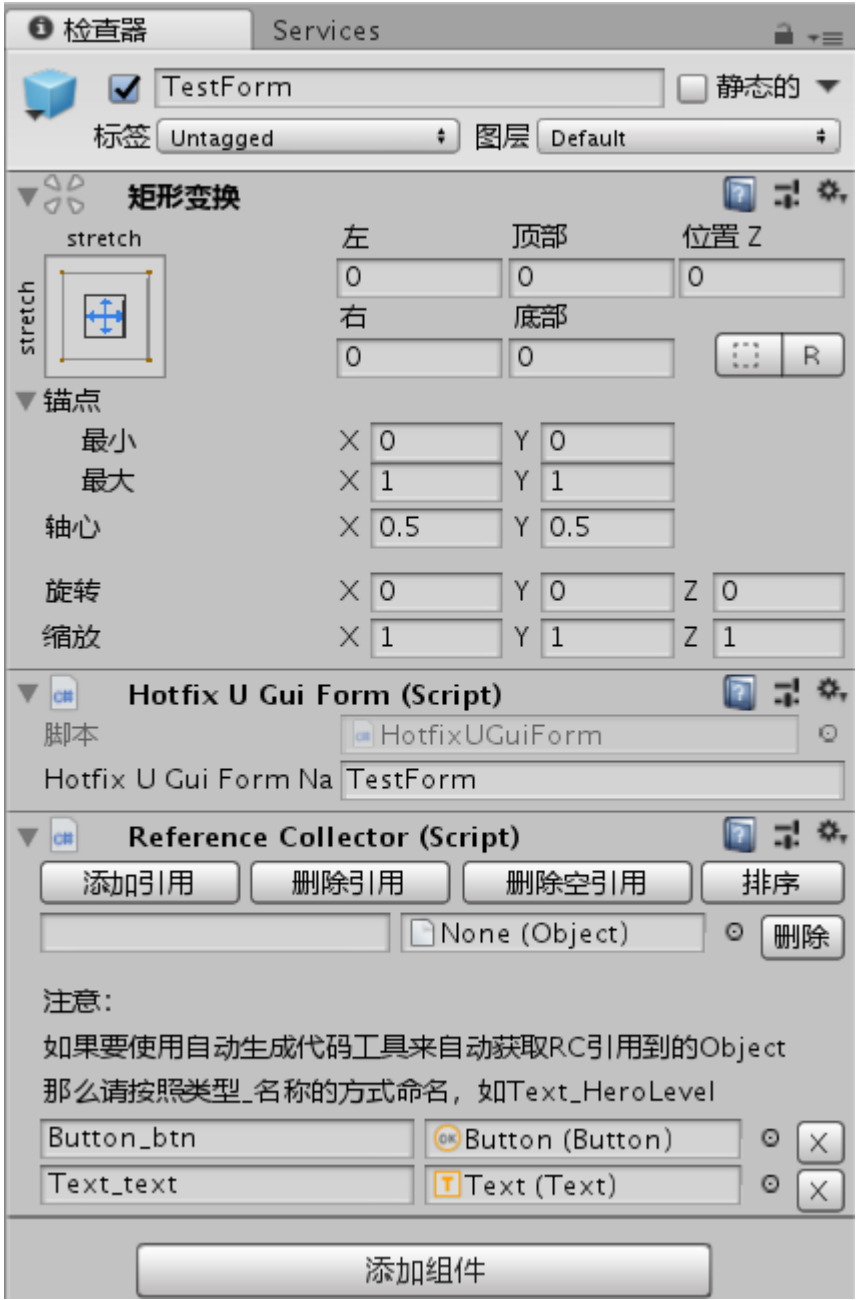 检查器 Services
TestForm 静态的
标签 Untagged 图层 Default
矩形变换
stretch 左 顶部 位置 Z
stretch
0 0 0
右 底部
0 0 R
锚点
最小 X 0 Y 0
最大 X 1 Y 1
轴心 X 0.5 Y 0.5
旋转 X 0 Y 0 Z 0
缩放 X 1 Y 1 Z 1
C# Hotfix U Gui Form (Script)
脚本 HotfixUGuiForm
Hotfix U Gui Form Na TestForm
C# Reference Collector (Script)
添加引用 删除引用 删除空引用 排序
None (Object) 删除
注意：
如果要使用自动生成代码工具来自动获取RC引用到的Object
那么请按照类型_名称的方式命名，如Text_HeroLevel
Button_btn OK Button (Button) X
Text_text T Text (Text) X
添加组件